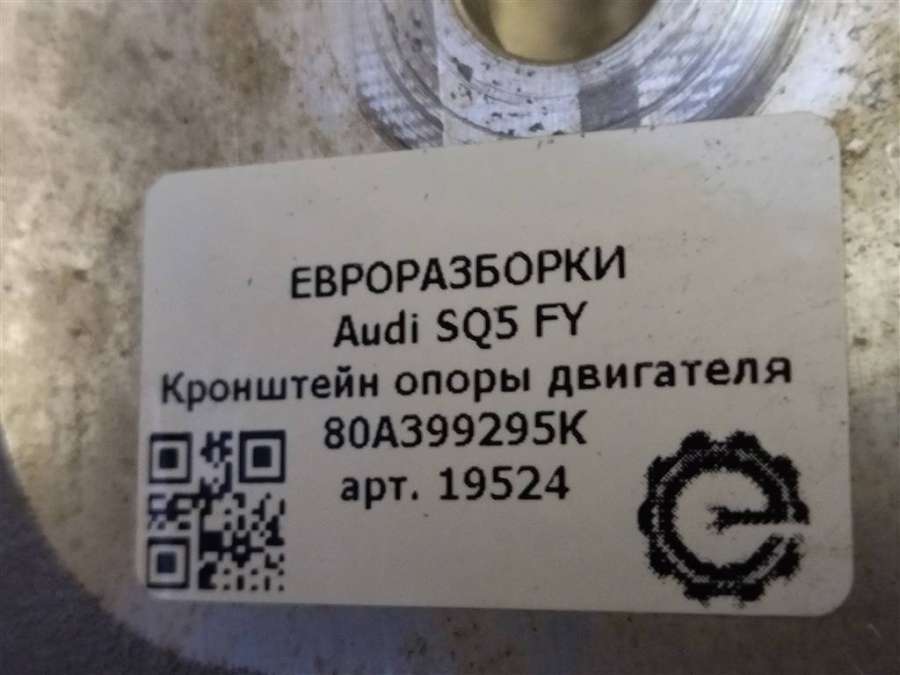 ЕВРОРАЗБОРКИ
Audi SQ5 FY
Кронштейн опоры двигателя
80A399295K
арт. 19524